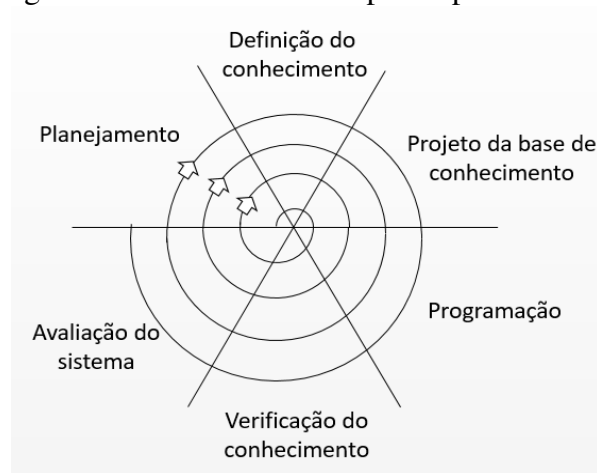 Definição do
conhecimento
Planejamento
Projeto da base de
conhecimento
Programação
Avaliação do
sistema
Verificação do
conhecimento